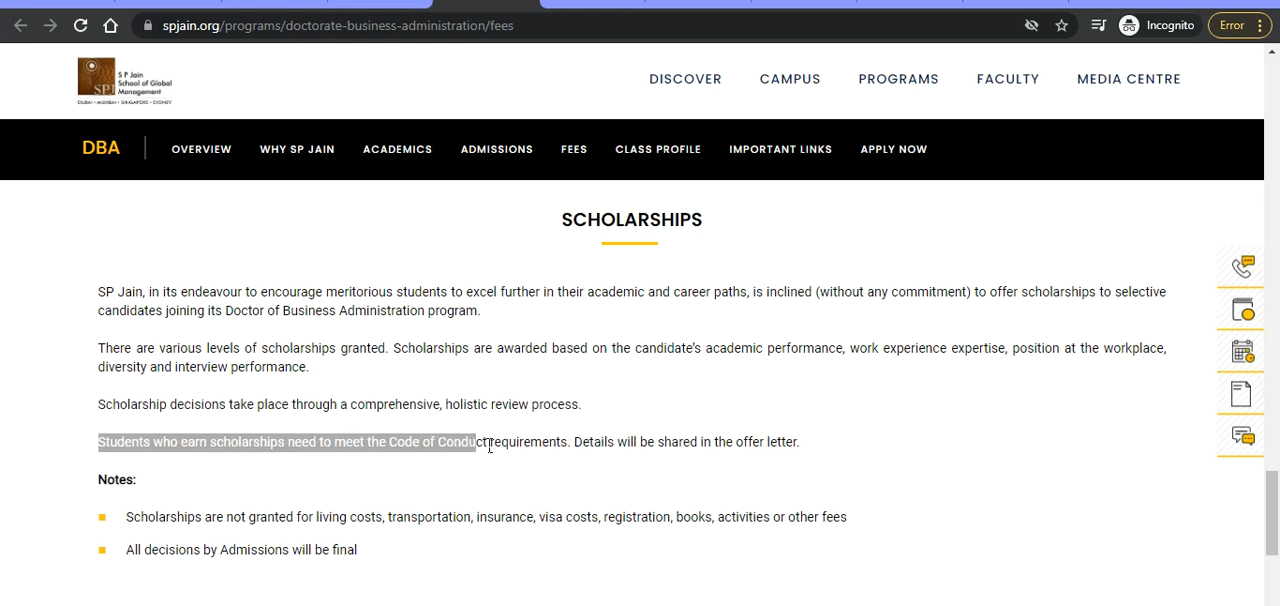 spjain.org/programs/doctorate-business-administration/fees
Incognito
Error
S P Jain
School of Global
Management
DUBAI • MUMBAI • SINGAPORE • SYDNEY
SPJ
DISCOVER CAMPUS PROGRAMS FACULTY MEDIA CENTRE
DBA OVERVIEW WHY SP JAIN ACADEMICS ADMISSIONS FEES CLASS PROFILE IMPORTANT LINKS APPLY NOW
SCHOLARSHIPS
SP Jain, in its endeavour to encourage meritorious students to excel further in their academic and career paths, is inclined (without any commitment) to offer scholarships to selective
candidates joining its Doctor of Business Administration program.
There are various levels of scholarships granted. Scholarships are awarded based on the candidate's academic performance, work experience expertise, position at the workplace,
diversity and interview performance.
Scholarship decisions take place through a comprehensive, holistic review process.
Students who earn scholarships need to meet the Code of Conduct requirements. Details will be shared in the offer letter.
Notes:
Scholarships are not granted for living costs, transportation, insurance, visa costs, registration, books, activities or other fees
All decisions by Admissions will be final